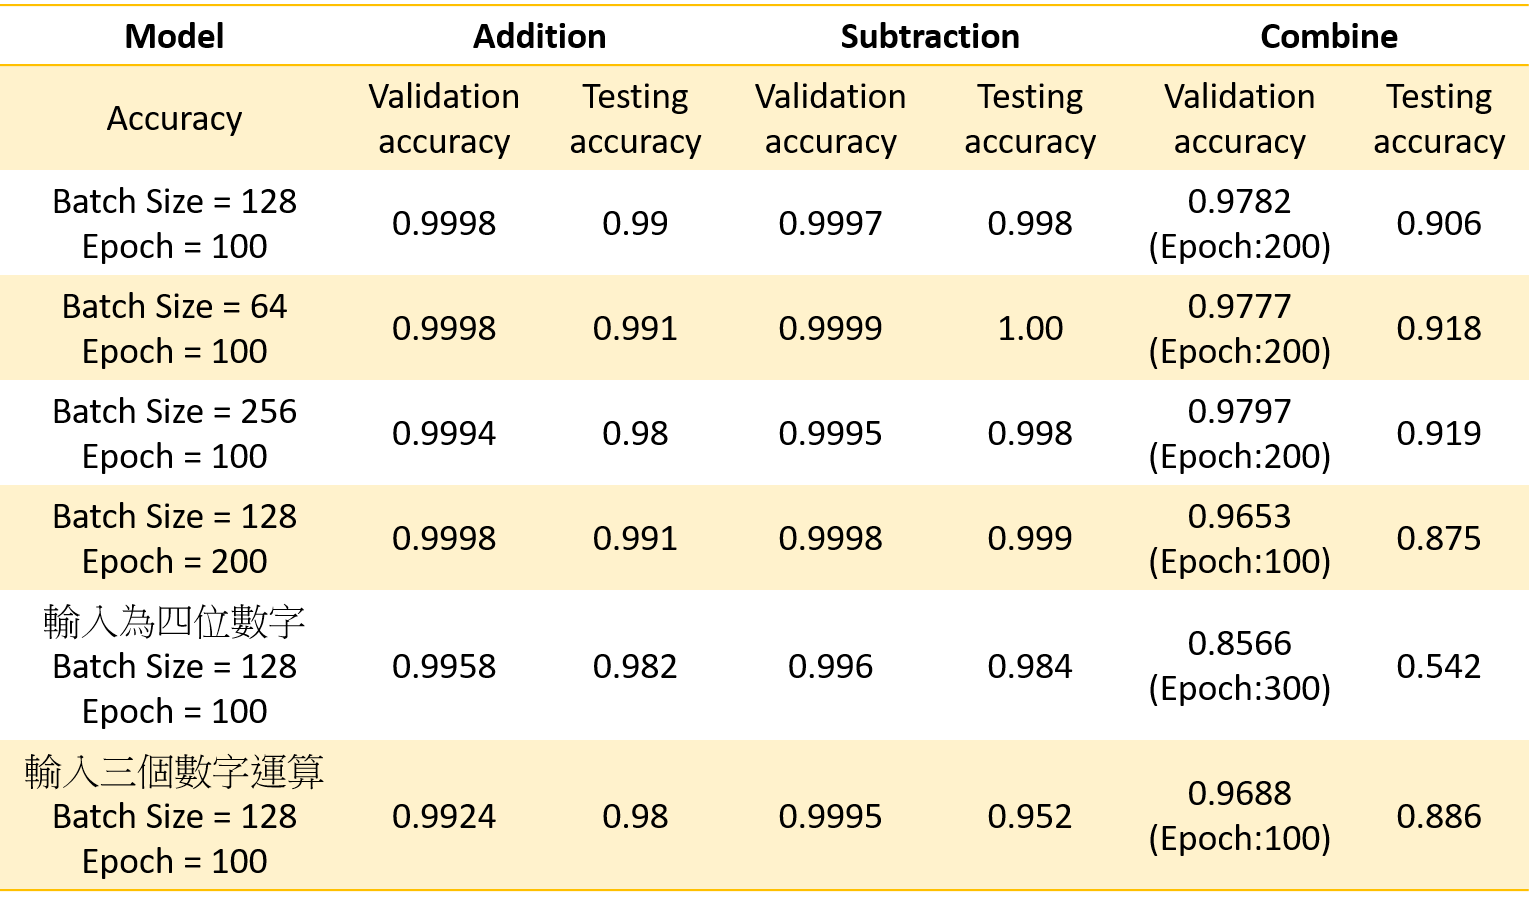 Model Addition Subtraction Combine
Accuracy Validation accuracy Testing accuracy Validation accuracy Testing accuracy Validation accuracy Testing accuracy
Batch Size = 128
Epoch = 100
0.9998 0.99 0.9997 0.998 0.9782 (Epoch:200) 0.906
Batch Size = 64
Epoch = 100
0.9998 0.991 0.9999 1.00 0.9777 (Epoch:200) 0.918
Batch Size = 256
Epoch = 100
0.9994 0.98 0.9995 0.998 0.9797 (Epoch:200) 0.919
Batch Size = 128
Epoch = 200
0.9998 0.991 0.9998 0.999 0.9653 (Epoch:100) 0.875
輸入為四位數字
Batch Size = 128
Epoch = 100
0.9958 0.982 0.996 0.984 0.8566 (Epoch:300) 0.542
輸入三個數字運算
Batch Size = 128
Epoch = 100
0.9924 0.98 0.9995 0.952 0.9688 (Epoch:100) 0.886